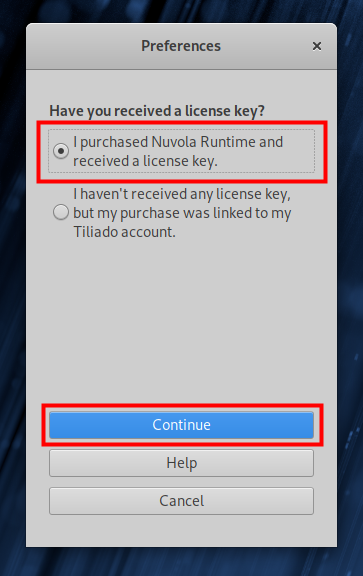 Preferences
Have you received a license key?
I purchased Nuvola Runtime and
received a license key.
I haven't received any license key,
but my purchase was linked to my
Tiliado account.
Continue
Help
Cancel